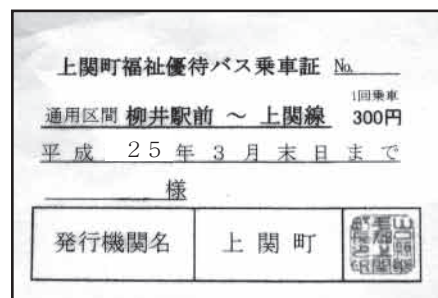 上関町福祉優待バス乗車証 No.
1回乗車
通用区間 柳井駅前 ～ 上関線 300円
平成 25年3月末日まで
様
発行機関名 上関町